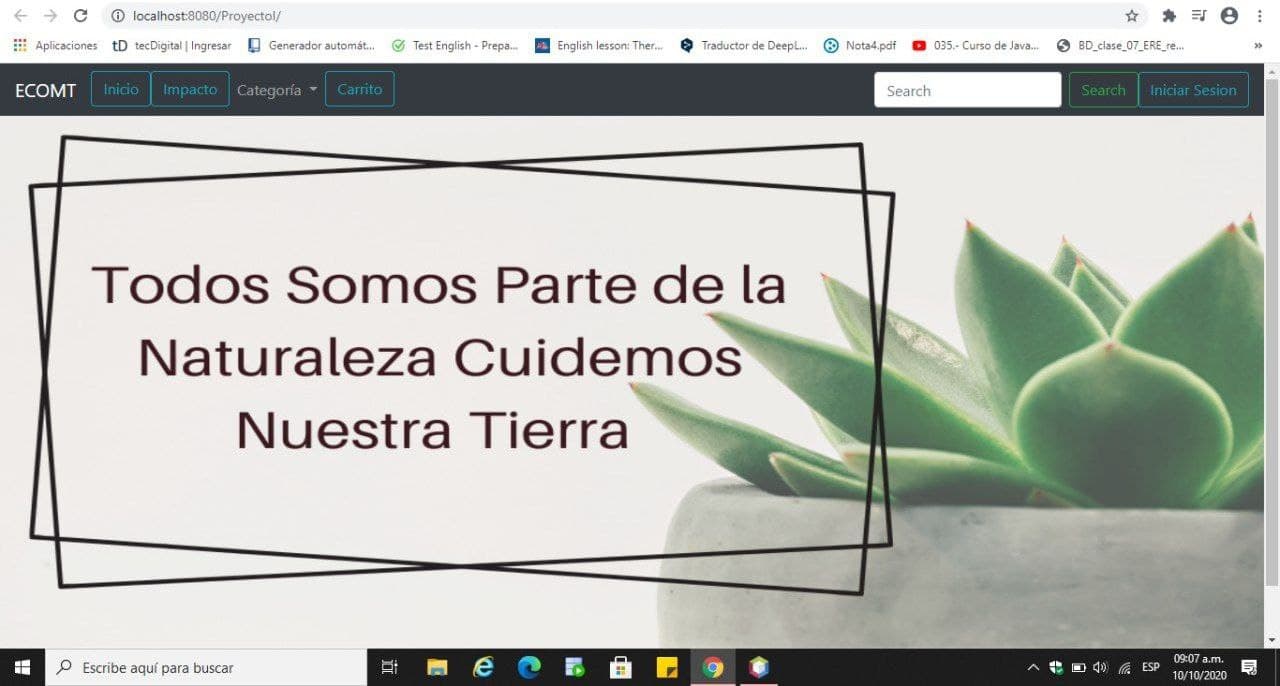 localhost:8080/ProyectoI/
Aplicaciones tecDigital | Ingresar Generador automát... Test English - Prepa... English lesson: Ther... Traductor de DeepL... Nota4.pdf 035.- Curso de Java... BD_clase_07_ERE_re... »
ECOMT Inicio Impacto Categoría Carrito Search Search Iniciar Sesion
Todos Somos Parte de la
Naturaleza Cuidemos
Nuestra Tierra
Escribe aquí para buscar
ESP
09:07 a.m.
10/10/2020